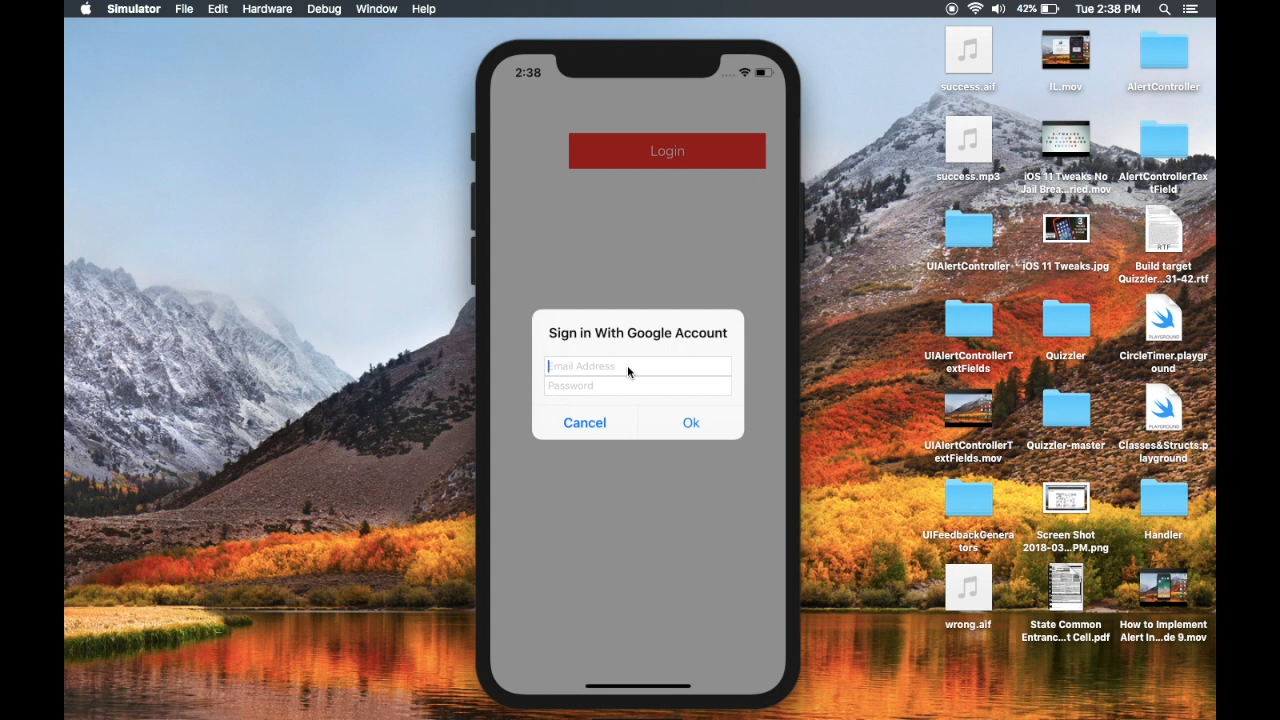 Simulator File Edit Hardware Debug Window Help
42% Tue 2:38 PM
2:38
Login
Sign in With Google Account
Email Address
Password
Cancel Ok
success.aif
IL.mov
AlertController
success.mp3
iOS 11 Tweaks No
Jail Brea...ried.mov
AlertControllerTex
tField
UIAlertController
iOS 11 Tweaks.jpg
RTF
Build target
Quizzler...31-42.rtf
UIAlertControllerT
extFields
Quizzler
PLAYGROUND
CircleTimer.playgr
ound
UIAlertControllerT
extFields.mov
Quizzler-master
PLAYGROUND
Classes&Structs.p
layground
UIFeedbackGenera
tors
Screen Shot
2018-03...PM.png
Handler
wrong.aif
State Common
Entranc...t Cell.pdf
How to Implement
Alert In...de 9.mov